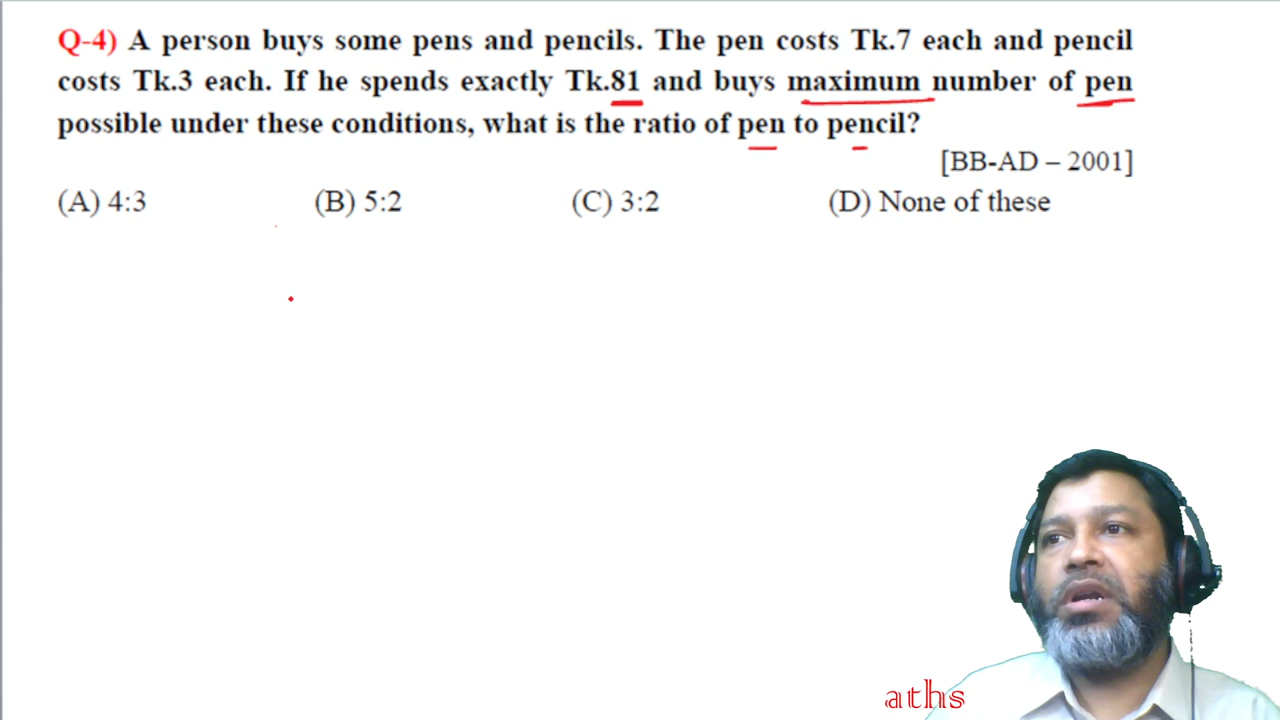 Q-4) A person buys some pens and pencils. The pen costs Tk.7 each and pencil
costs Tk.3 each. If he spends exactly Tk.81 and buys maximum number of pen
possible under these conditions, what is the ratio of pen to pencil?
[BB-AD – 2001]
(A) 4:3 (B) 5:2 (C) 3:2 (D) None of these
aths